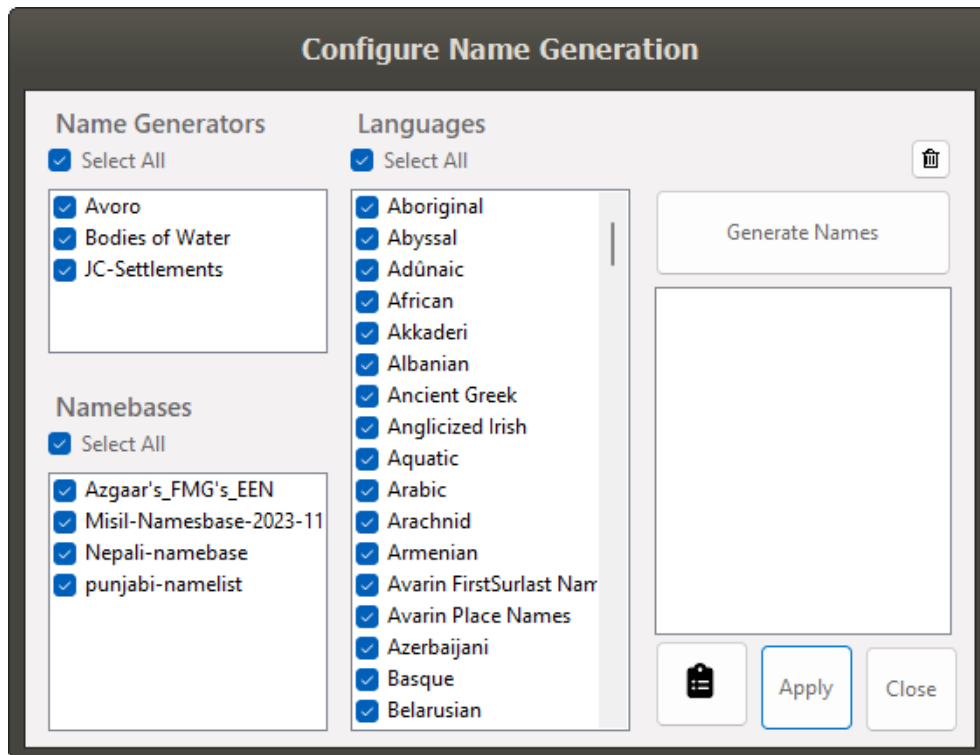 Configure Name Generation
Name Generators
Select All
Avoro
Bodies of Water
JC-Settlements
Namebases
Select All
Azgaar's_FMG's_EEN
Misil-Namesbase-2023-11
Nepali-namebase
punjabi-namelist
Languages
Select All
Aboriginal
Abyssal
Adûnaic
African
Akkaderi
Albanian
Ancient Greek
Anglicized Irish
Aquatic
Arabic
Arachnid
Armenian
Avarin FirstSurlast Nam
Avarin Place Names
Azerbaijani
Basque
Belarusian
Generate Names
Apply
Close